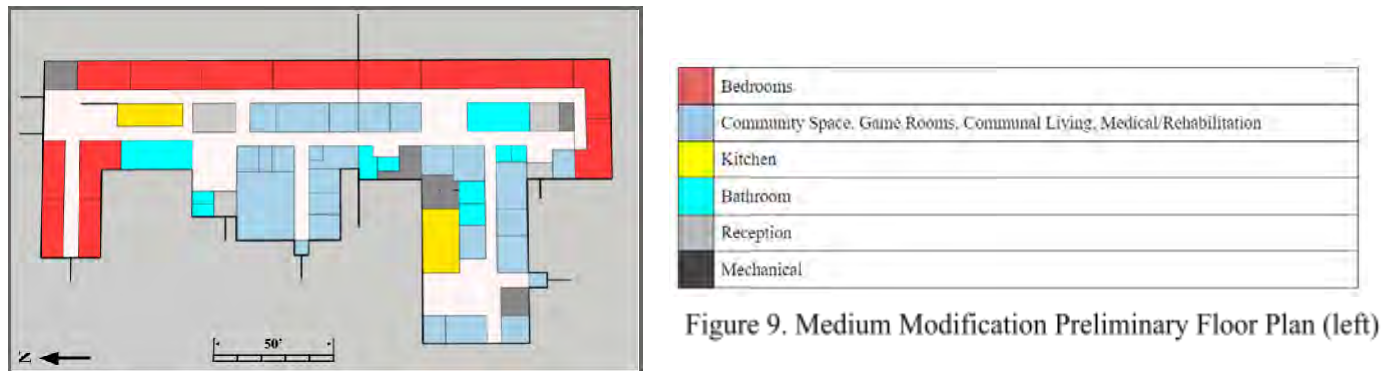 50'
N
Bedrooms
Community Space, Game Rooms, Communal Living, Medical/Rehabilitation
Kitchen
Bathroom
Reception
Mechanical
Figure 9. Medium Modification Preliminary Floor Plan (left)